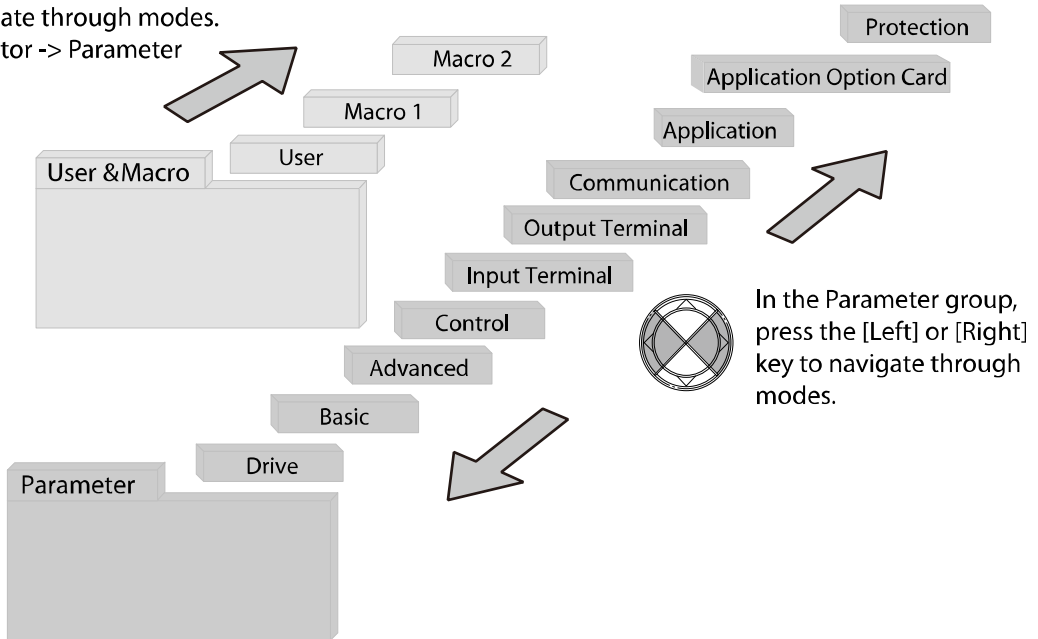 ate through modes.
tor -> Parameter
Macro 2
Macro 1
User
User &Macro
Protection
Application Option Card
Application
Communication
Output Terminal
Input Terminal
Control
Advanced
Basic
Drive
Parameter
In the Parameter group,
press the [Left] or [Right]
key to navigate through
modes.